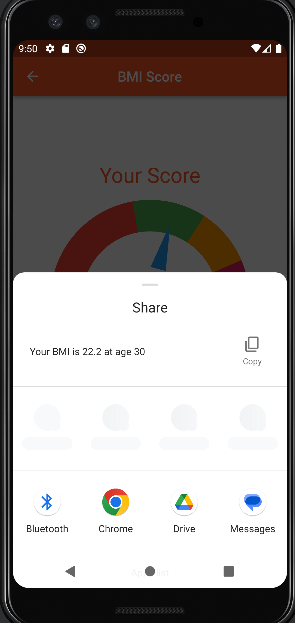 9:50
BMI Score
Your Score
Share
Your BMI is 22.2 at age 30
Copy
Bluetooth
Chrome
Drive
Messages